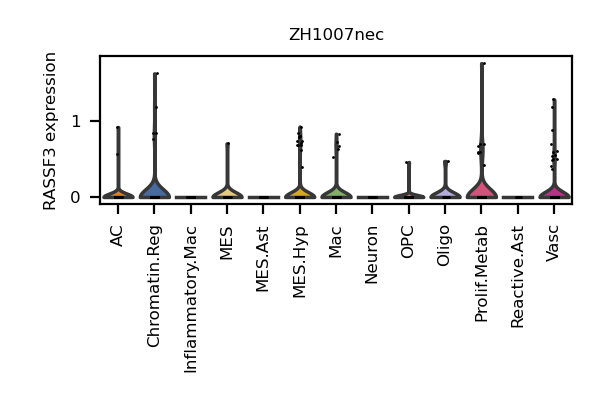 ZH1007nec
RASSF3 expression
1
0
AC
Chromatin.Reg
Inflammatory.Mac
MES
MES.Ast
MES.Hyp
Mac
Neuron
OPC
Oligo
Prolif.Metab
Reactive.Ast
Vasc